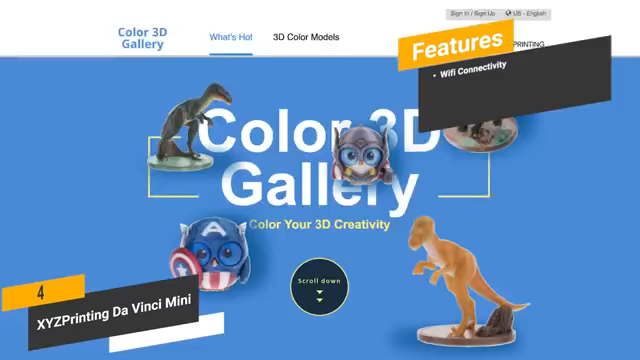 Sign In / Sign Up US - English
Color 3D
Gallery
What's Hot
3D Color Models
PRINTING
Features
• Wifi Connectivity
Color 3D
Gallery
Color Your 3D Creativity
A
Scroll down
4
XYZPrinting Da Vinci Mini